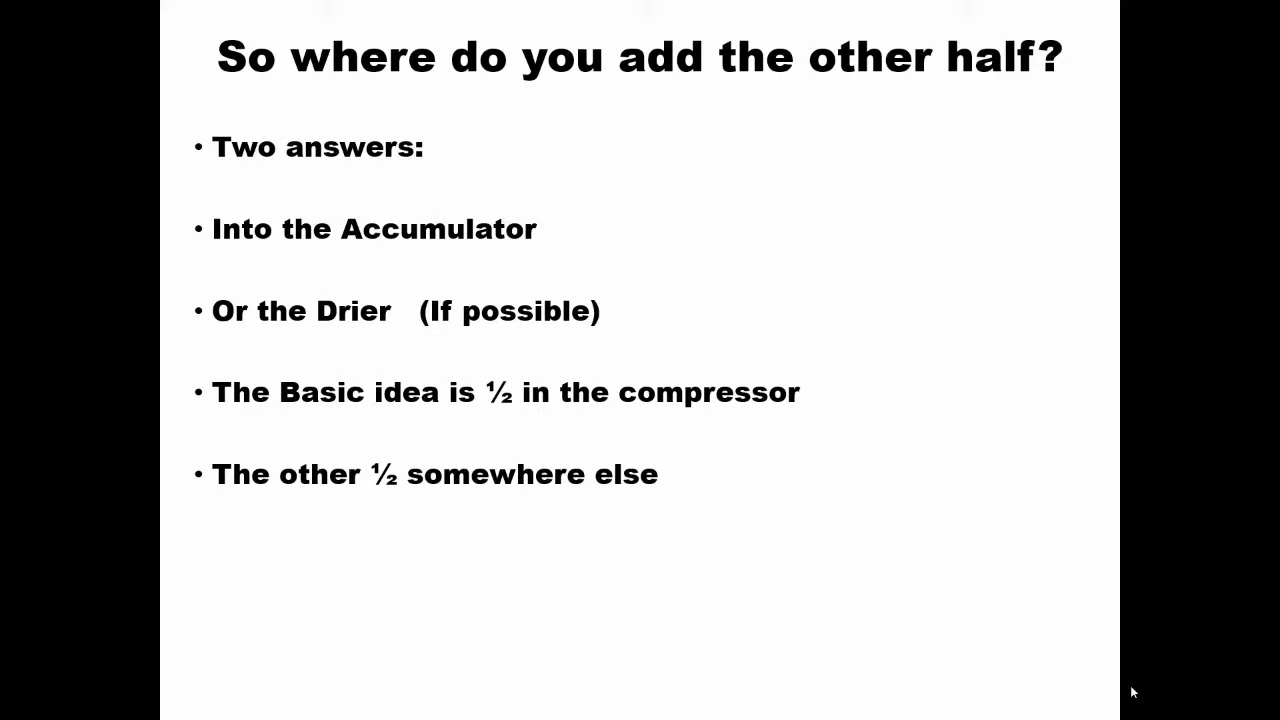 So where do you add the other half?
• Two answers:
• Into the Accumulator
• Or the Drier (If possible)
• The Basic idea is ½ in the compressor
• The other ½ somewhere else